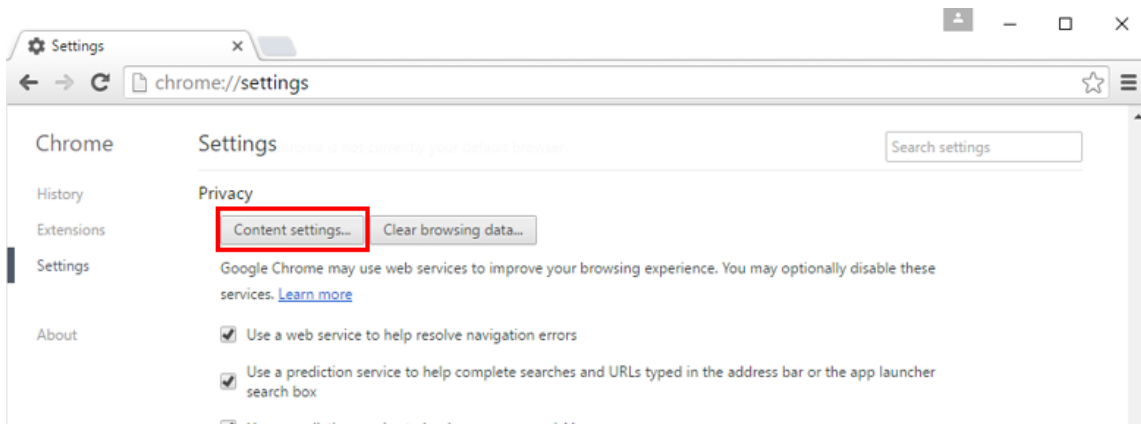 Settings
chrome://settings
Chrome
Settings
Search settings
History
Privacy
Extensions
Content settings...
Clear browsing data...
Settings
Google Chrome may use web services to improve your browsing experience. You may optionally disable these
services. Learn more
About
Use a web service to help resolve navigation errors
Use a prediction service to help complete searches and URLs typed in the address bar or the app launcher
search box